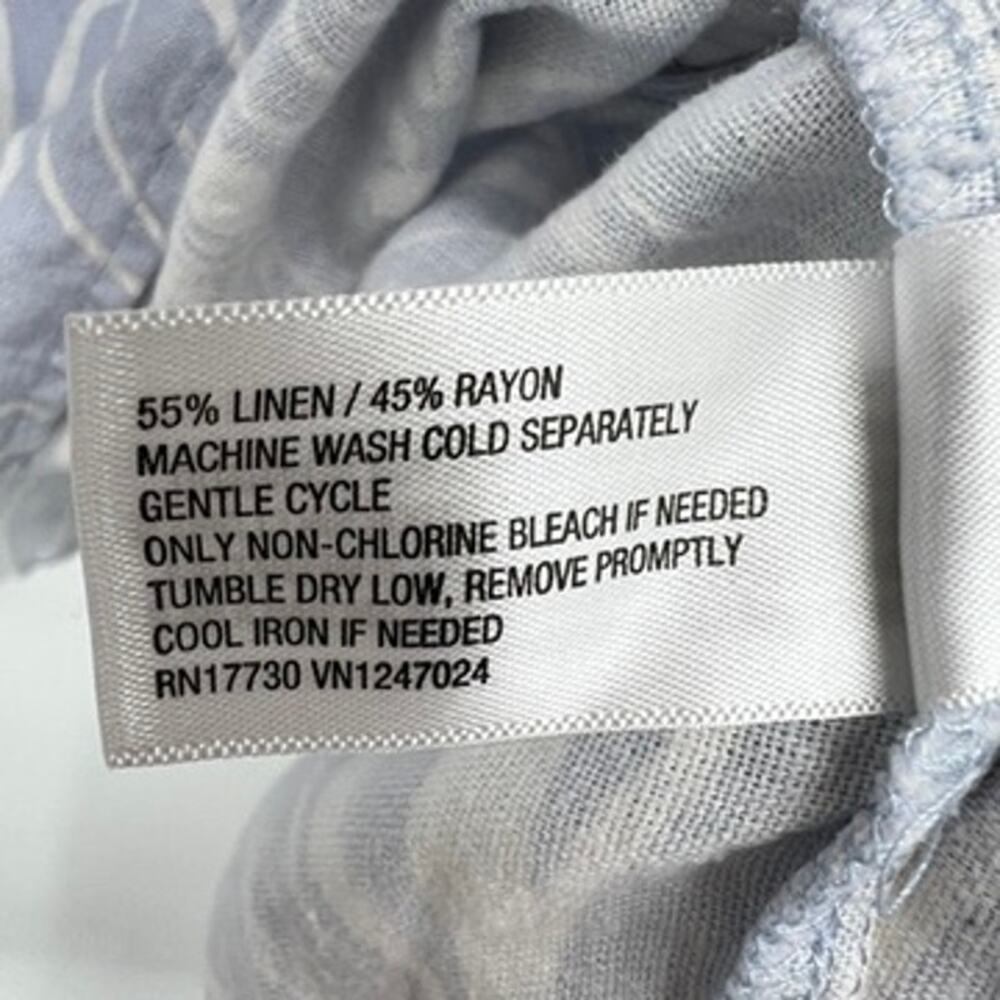 55% LINEN / 45% RAYON
MACHINE WASH COLD SEPARATELY
GENTLE CYCLE
ONLY NON-CHLORINE BLEACH IF NEEDED
TUMBLE DRY LOW, REMOVE PROMPTLY
COOL IRON IF NEEDED
RN17730 VN1247024